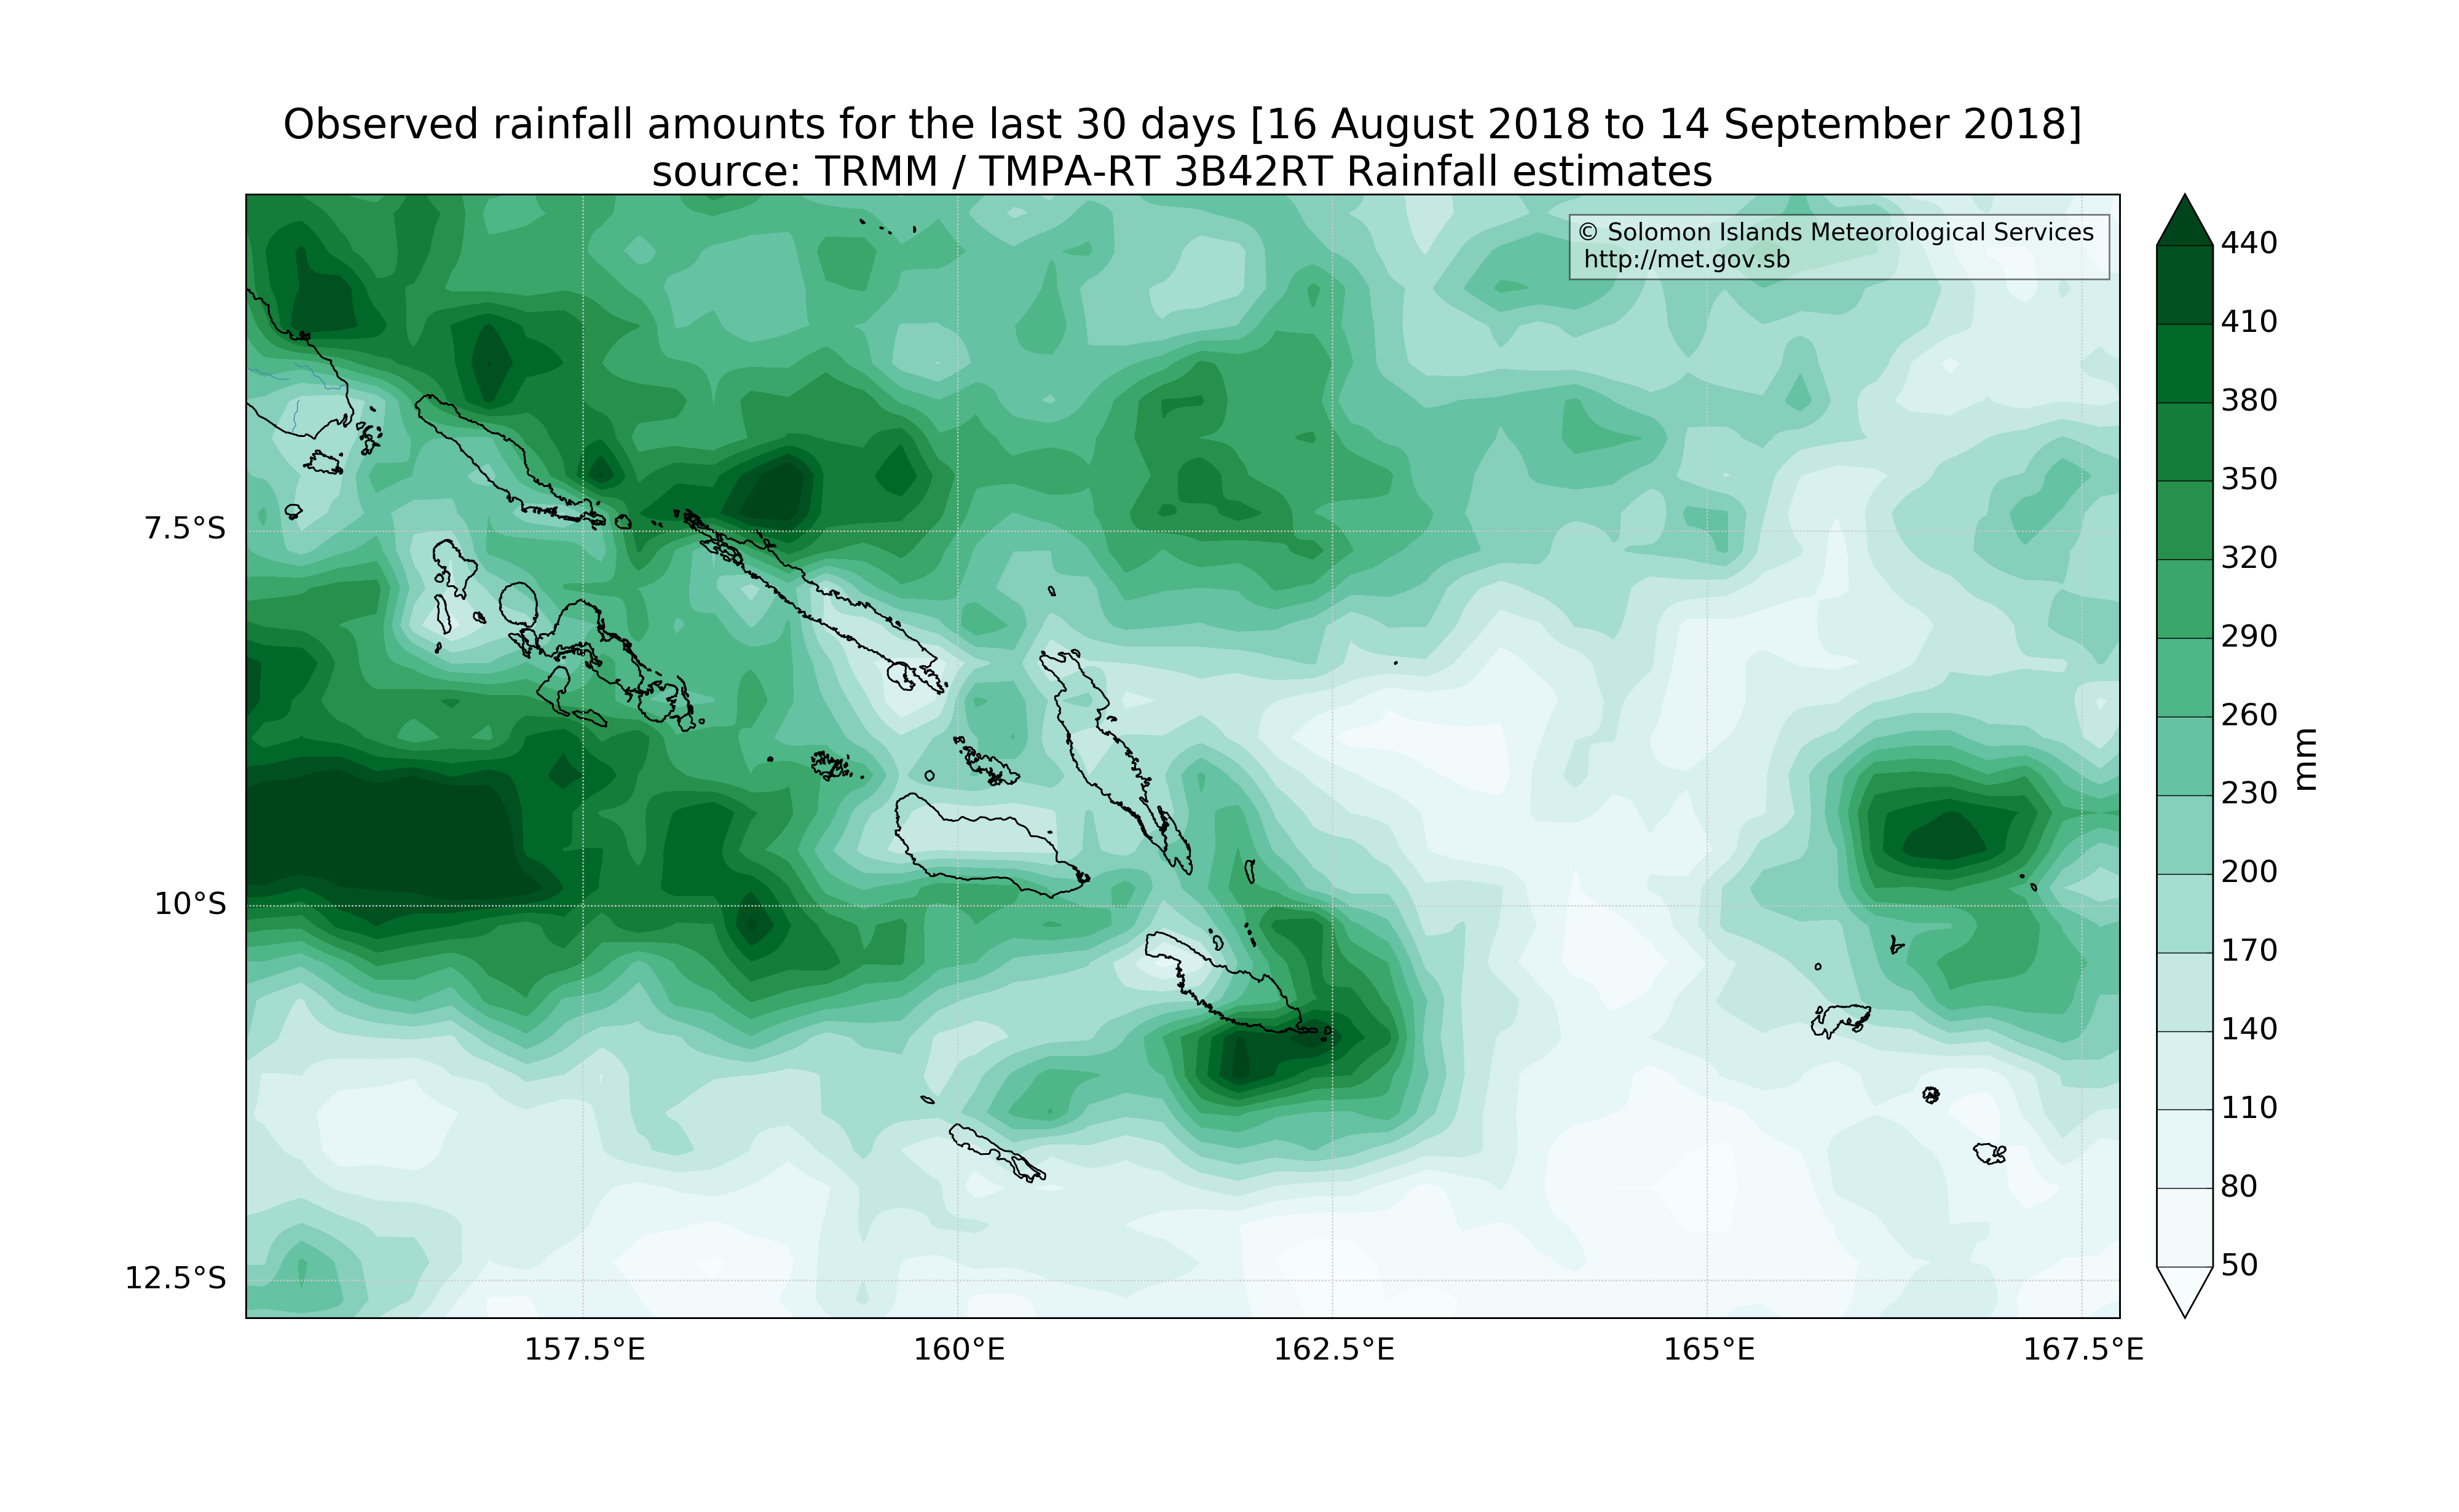 Observed rainfall amounts for the last 30 days [16 August 2018 to 14 September 2018]
source: TRMM / TMPA-RT 3B42RT Rainfall estimates
© Solomon Islands Meteorological Services
http://met.gov.sb
7.5°S
10°S
12.5°S
157.5°E
160°E
162.5°E
165°E
167.5°E
440
410
380
350
320
290
260
230
200
170
140
110
80
50
mm